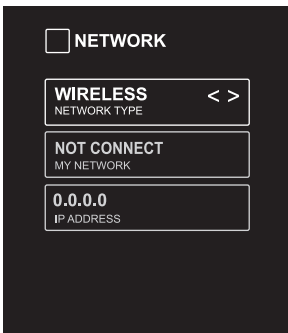 NETWORK
WIRELESS < >
NETWORK TYPE
NOT CONNECT
MY NETWORK
0.0.0.0
IP ADDRESS